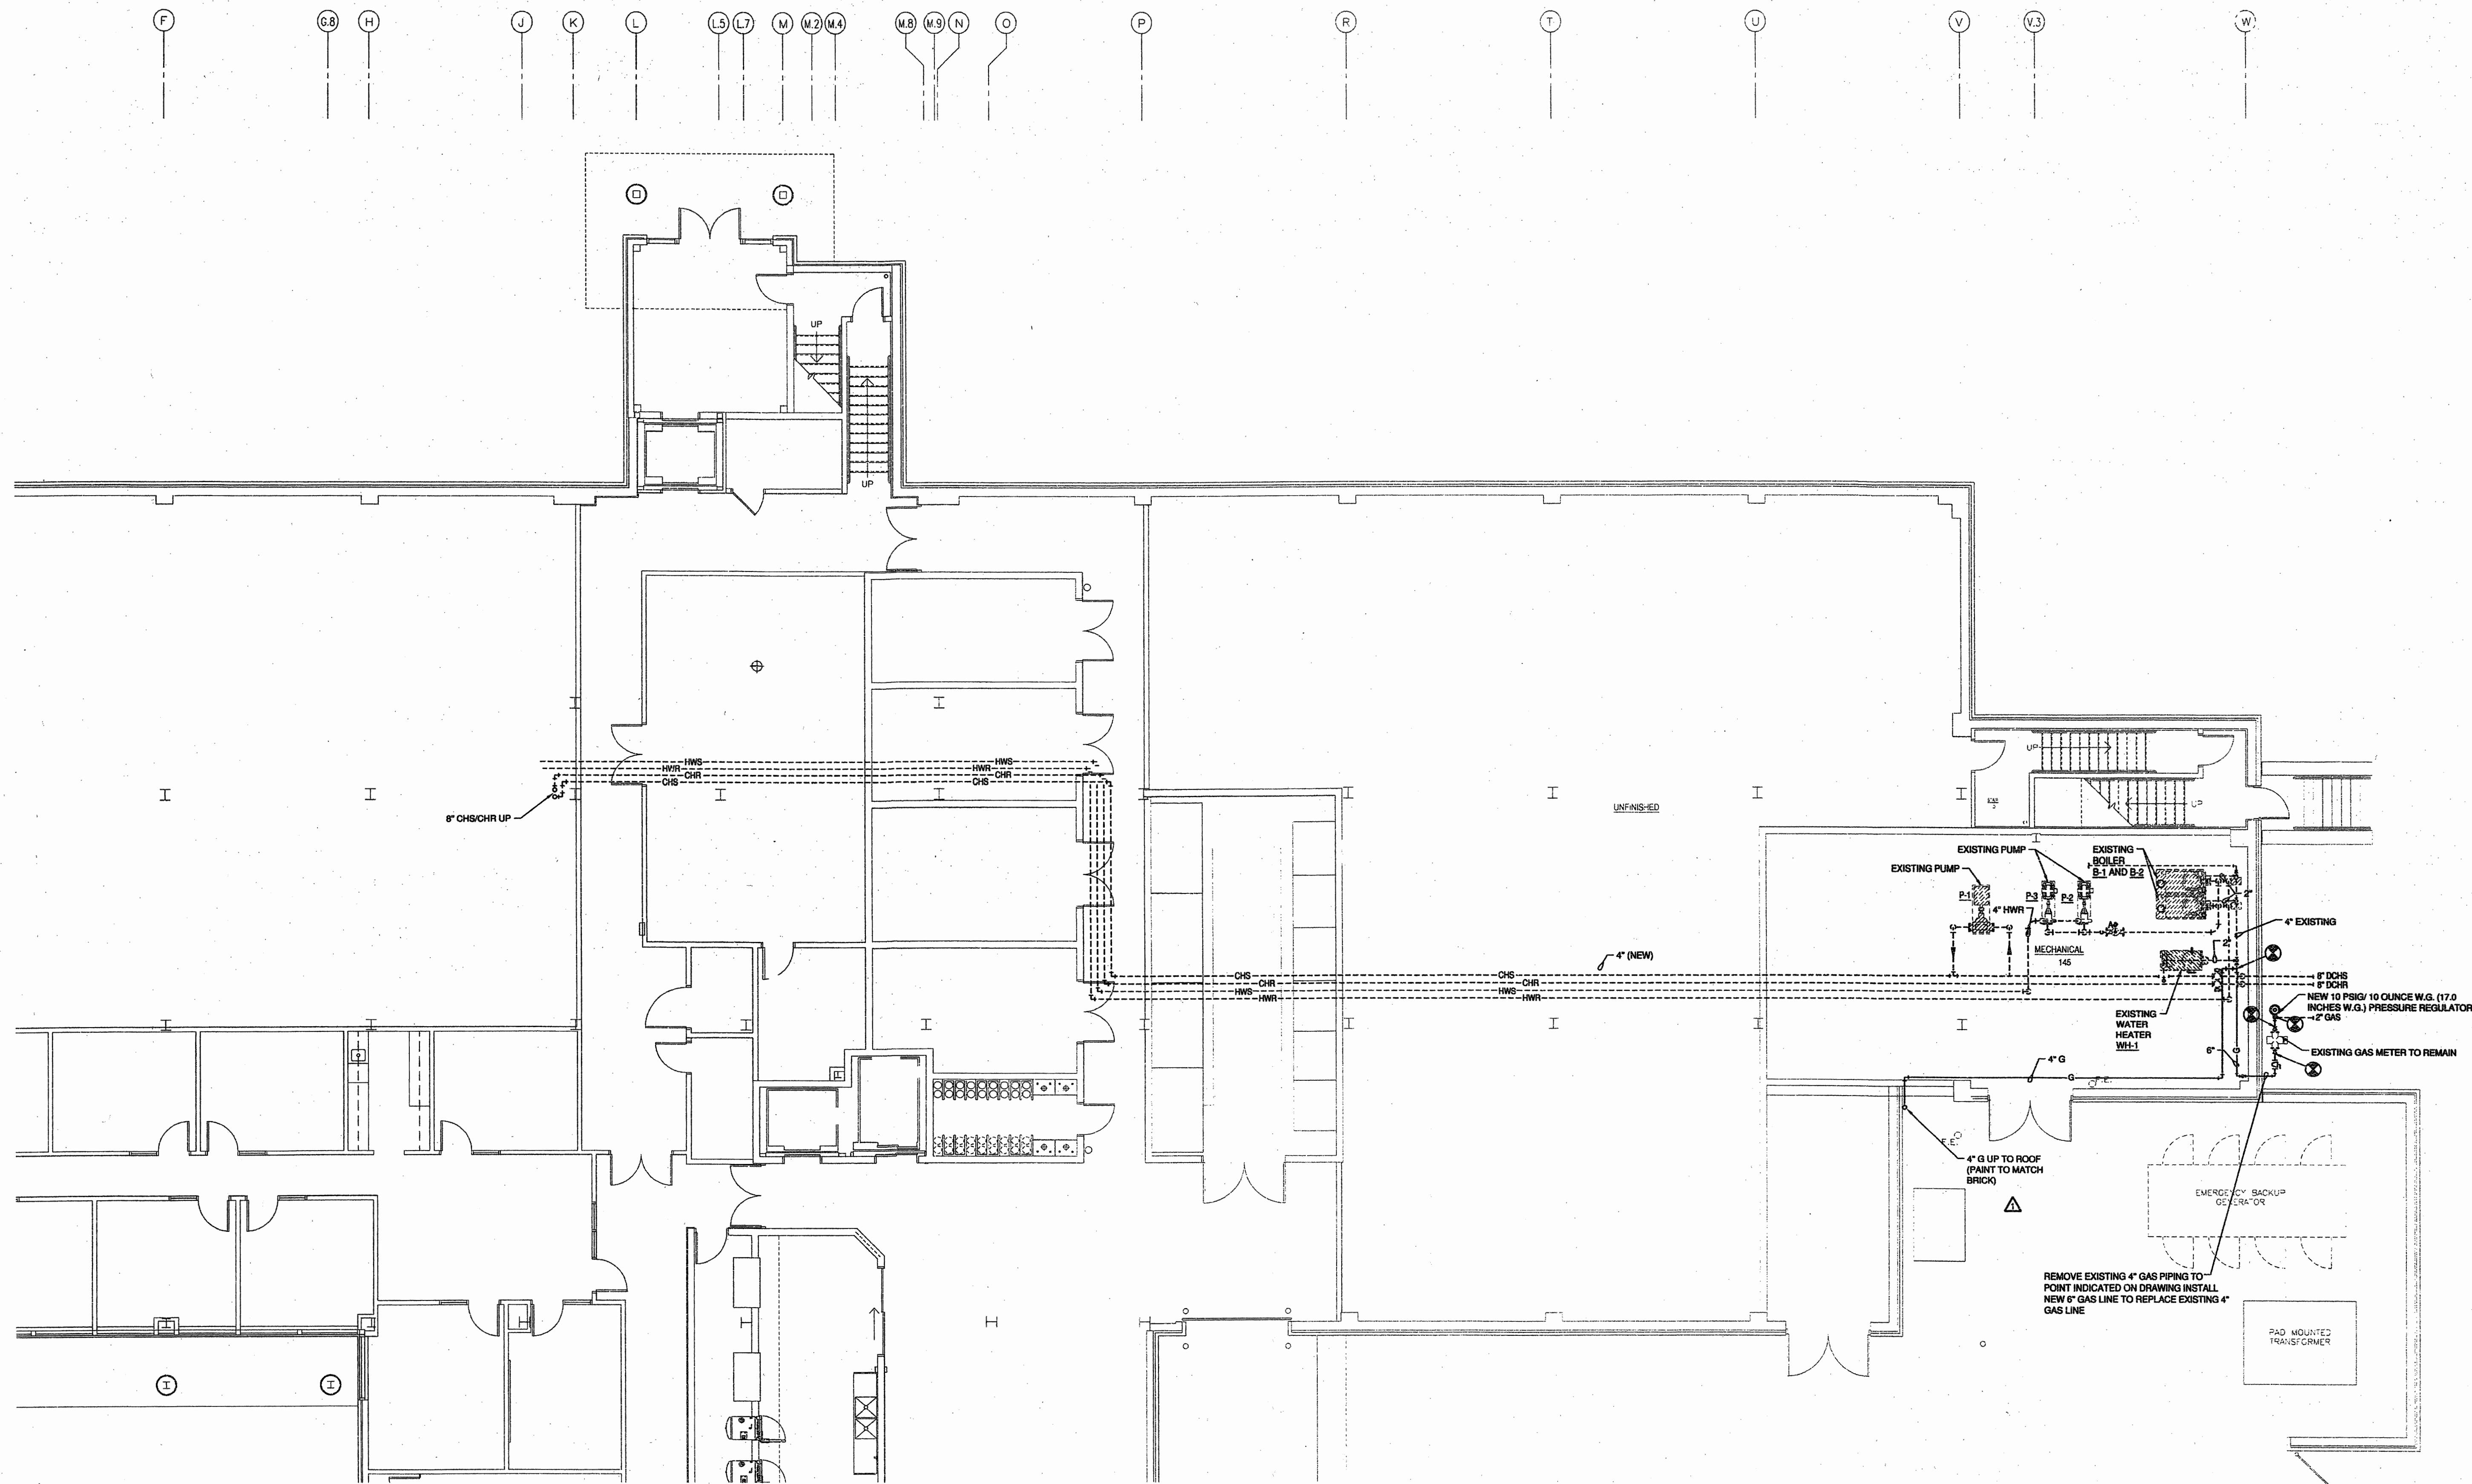 F
G.8
H
J
K
L
L.5
L.7
M
M.2
M.4
M.8
M.9
N
O
P
R
T
U
V
V.3
W
UP
UP
HWS
HWS
HWR
HWR
CHR
CHR
CHS
CHS
8" CHS/CHR UP
UNFINISHED
UP
UP
EXISTING PUMP
EXISTING
BOILER
B-1 AND B-2
EXISTING PUMP
P-1
P-3
P-2
2"
4" HWR
4" EXISTING
MECHANICAL
145
2"
4" (NEW)
CHS
CHS
CHR
CHR
HWS
HWS
HWR
HWR
8" DCHS
8" DCHR
NEW 10 PSIG/ 10 OUNCE W.G. (17.0
INCHES W.G.) PRESSURE REGULATOR
2" GAS
EXISTING
WATER
HEATER
WH-1
6"
G
EXISTING GAS METER TO REMAIN
4" G
G
F.E.
F.E.
4" G UP TO ROOF
(PAINT TO MATCH
BRICK)
1
EMERGENCY BACKUP
GENERATOR
REMOVE EXISTING 4" GAS PIPING TO
POINT INDICATED ON DRAWING INSTALL
NEW 6" GAS LINE TO REPLACE EXISTING 4"
GAS LINE
PAD MOUNTED
TRANSFORMER